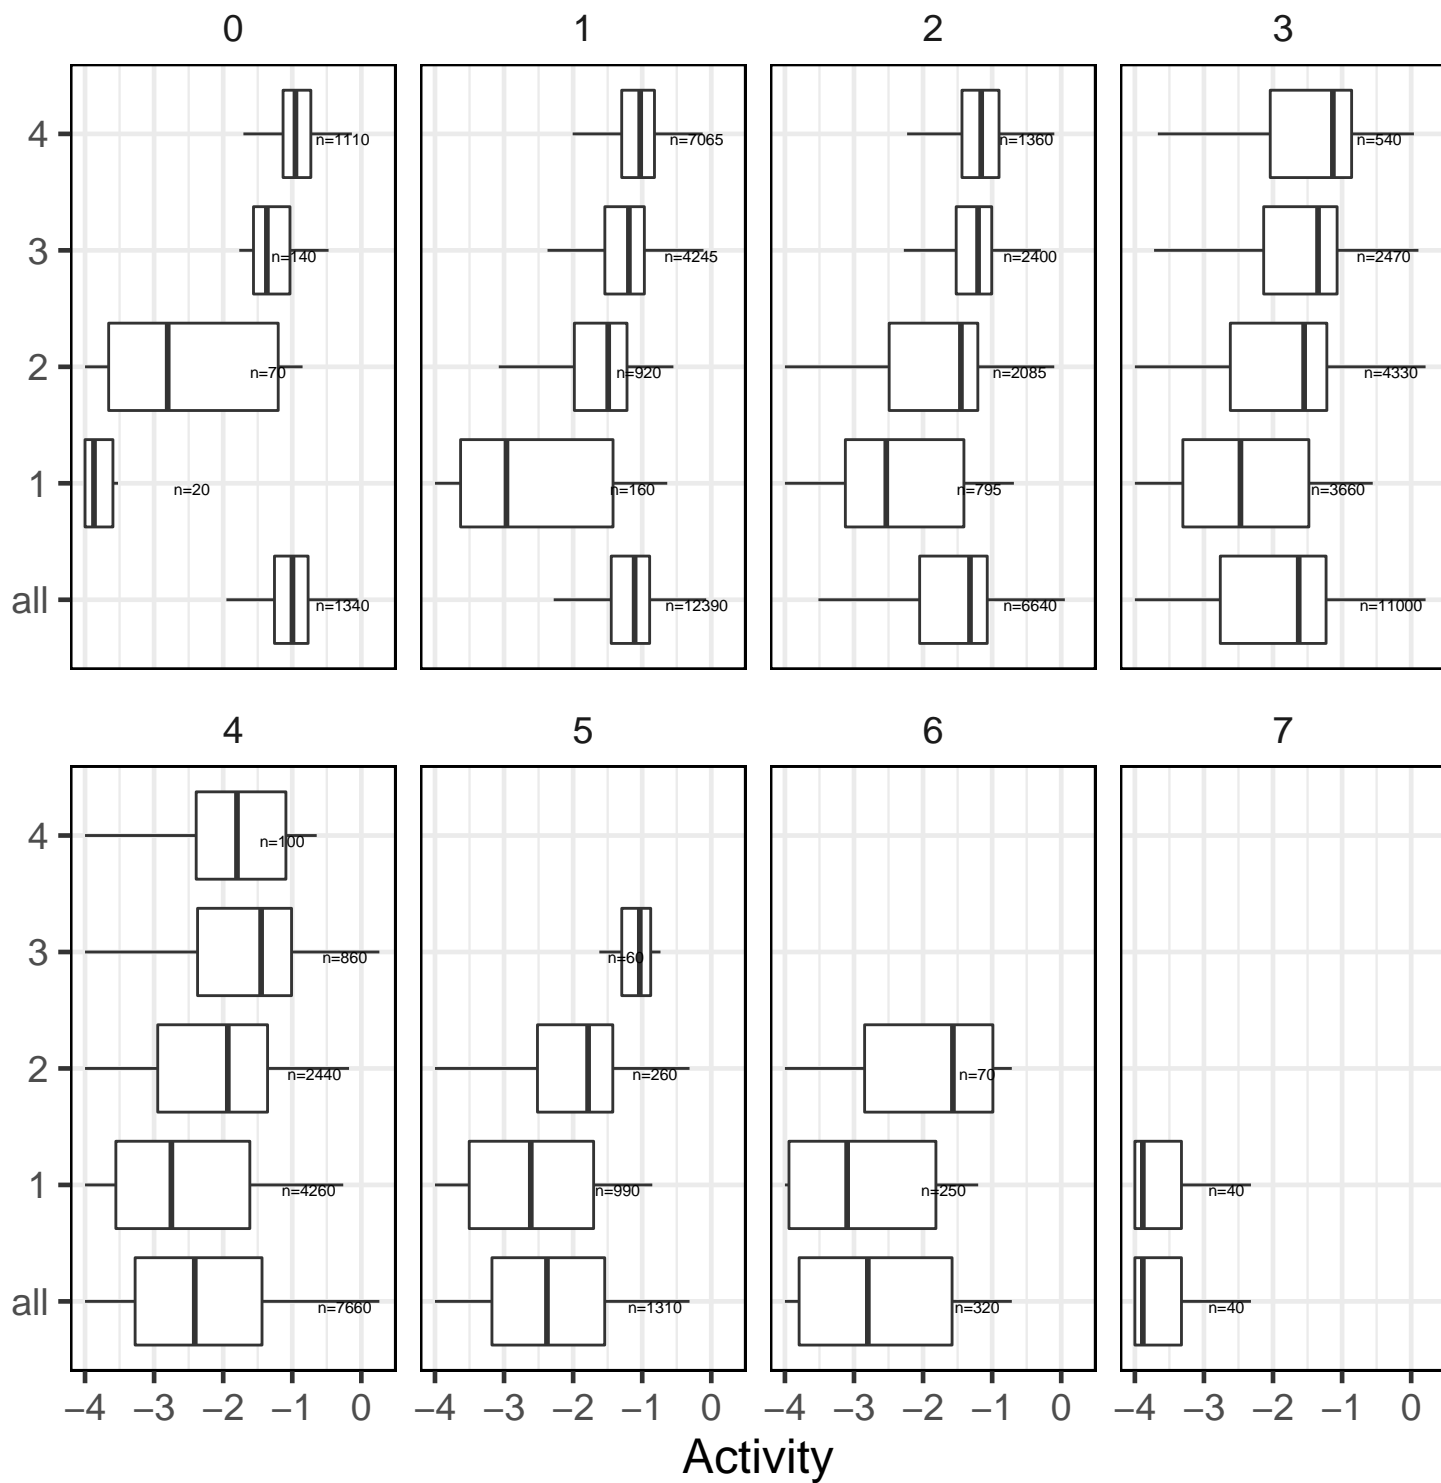 0 1 2 3
4 n=1110 n=7065 n=1360 n=540
3 n=140 n=4245 n=2400 n=2470
2 n=70 n=920 n=2085 n=4330
1 n=20 n=160 n=795 n=3660
all n=1340 n=12390 n=6640 n=11000
4 5 6 7
4 n=100
3 n=860 n=60
2 n=2440 n=260 n=70
1 n=4260 n=990 n=250 n=40
all n=7660 n=1310 n=320 n=40
−4 −3 −2 −1 0 −4 −3 −2 −1 0 −4 −3 −2 −1 0 −4 −3 −2 −1 0
Activity